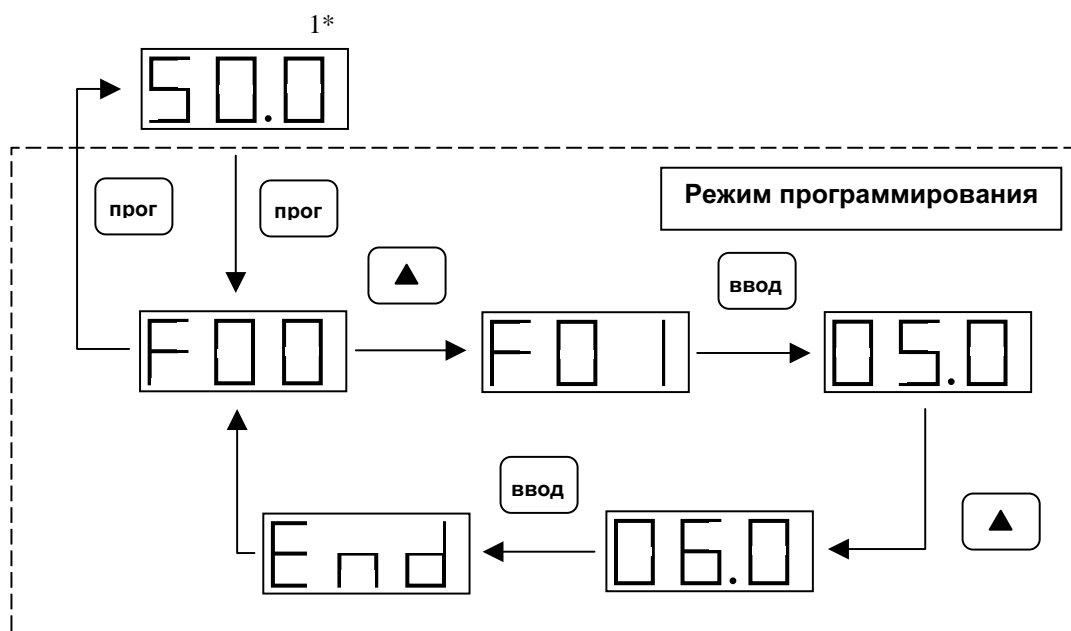 1*
50.0
Режим программирования
прог
прог
▲
ввод
F00
F01
05.0
ввод
▲
End
06.0